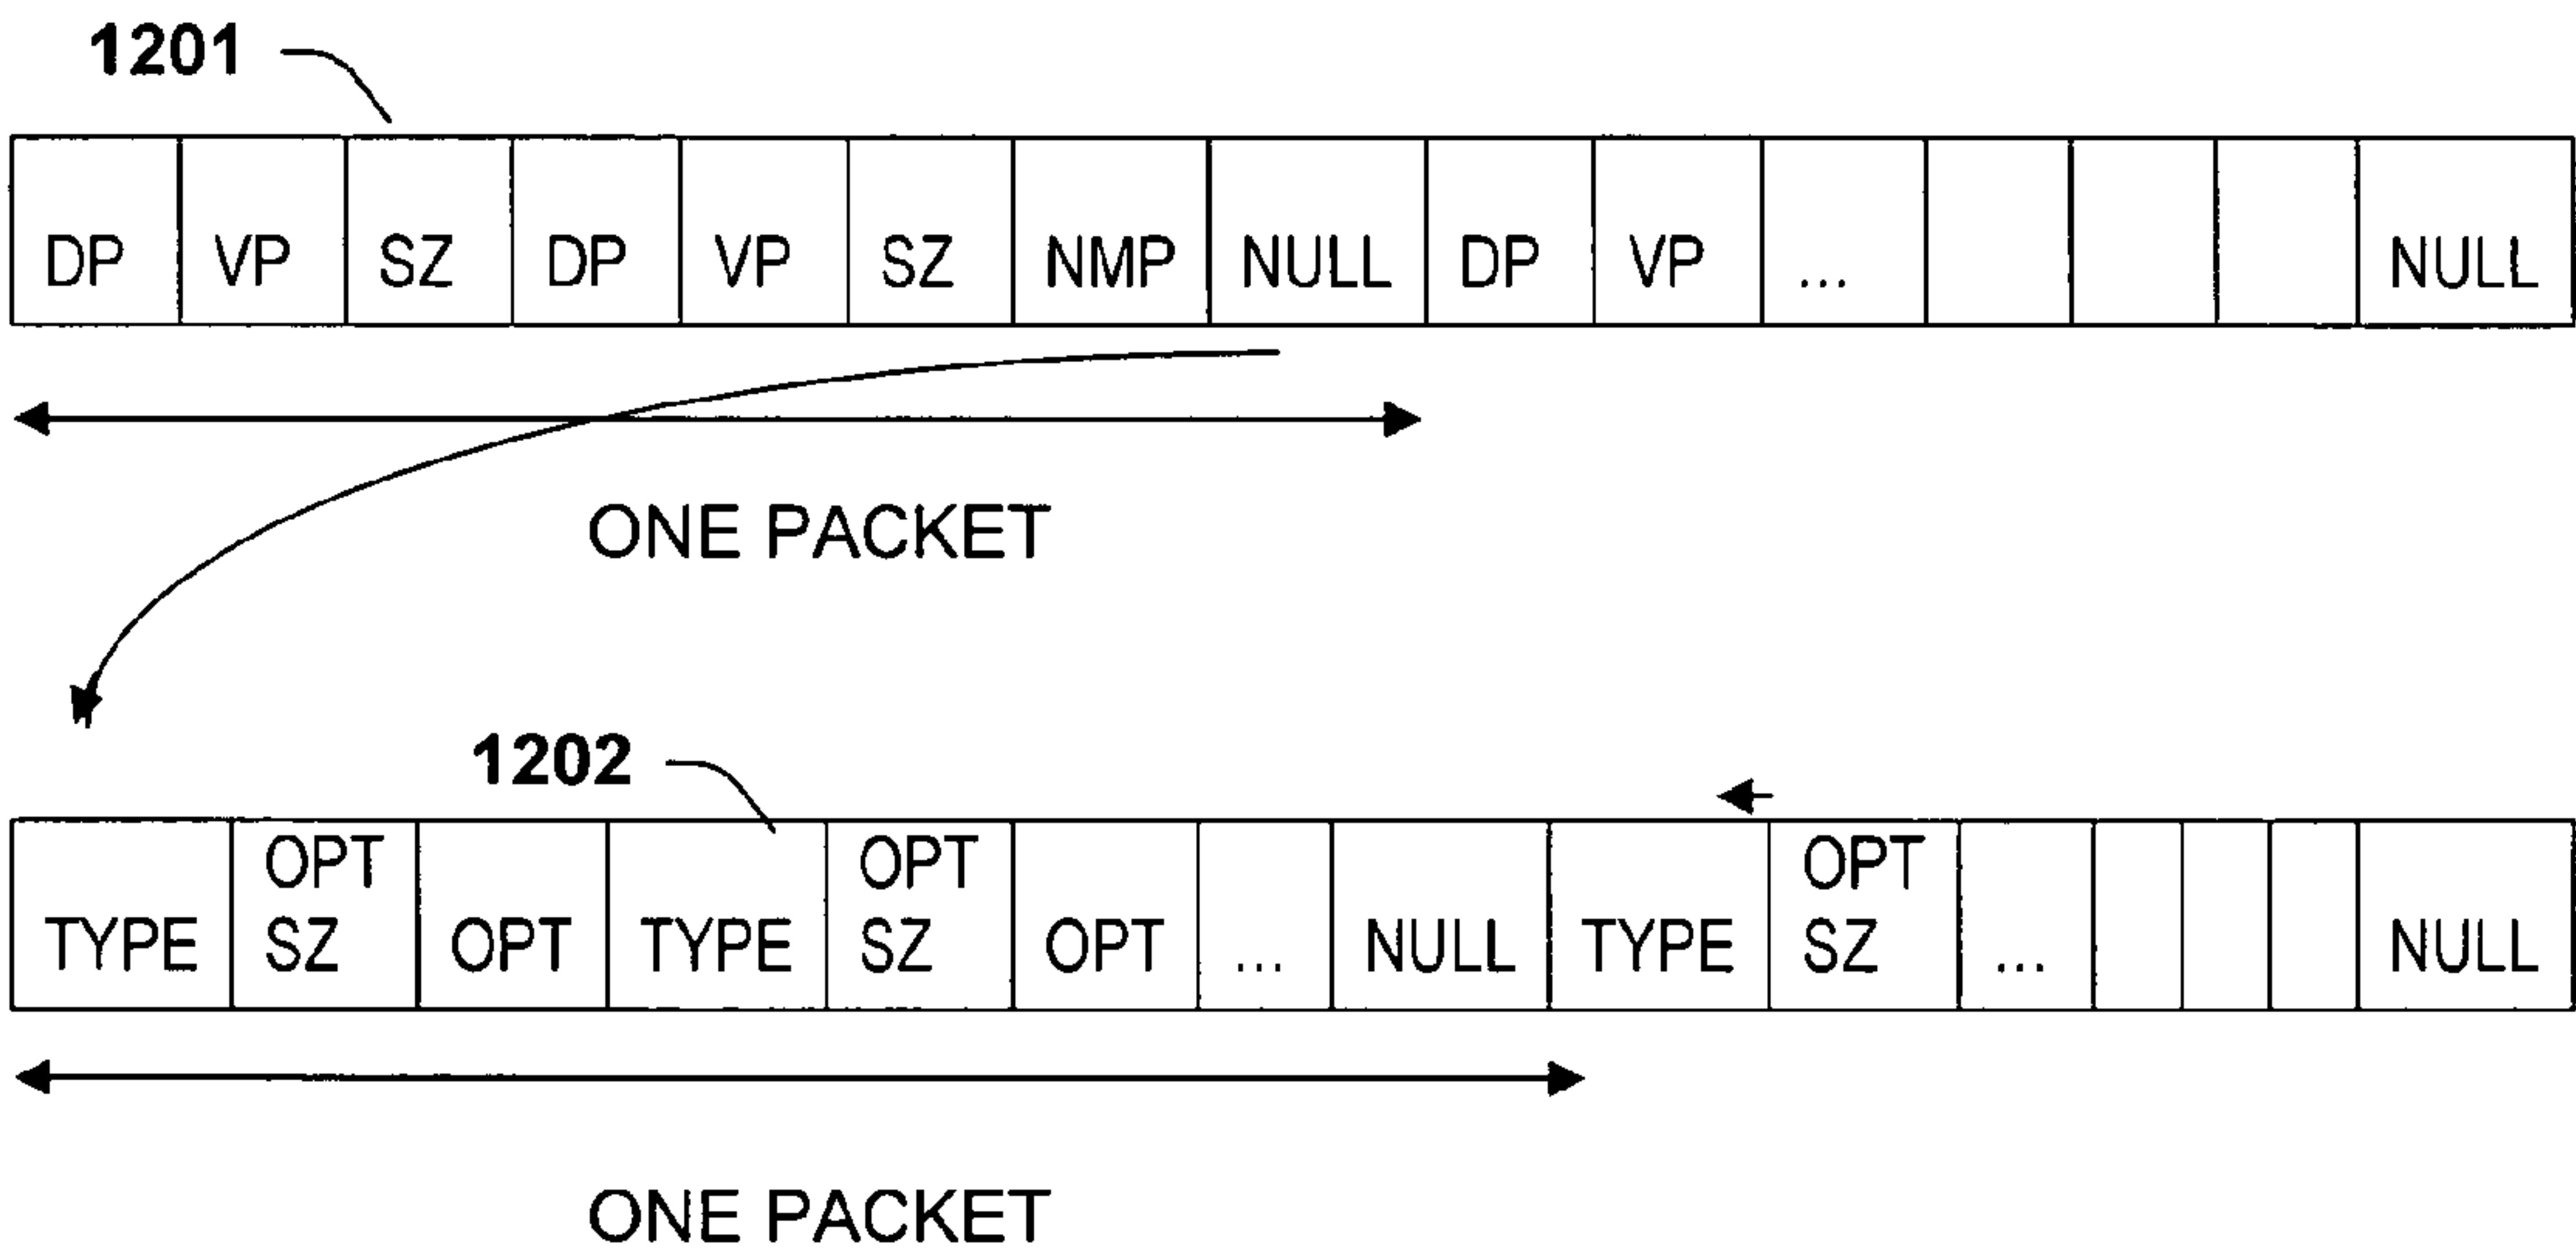 1201
DP VP SZ DP VP SZ NMP NULL DP VP ... NULL
ONE PACKET
1202
OPT OPT OPT
TYPE SZ OPT TYPE SZ OPT ... NULL TYPE SZ ... NULL
ONE PACKET